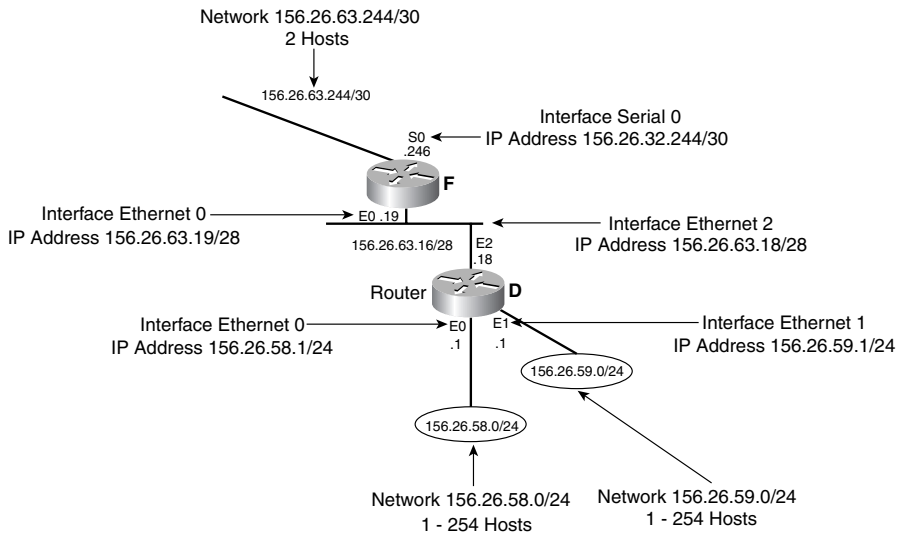 Network 156.26.63.244/30
2 Hosts
156.26.63.244/30
Interface Serial 0
IP Address 156.26.32.244/30
S0
.246
F
Interface Ethernet 0
IP Address 156.26.63.19/28
E0 .19
Interface Ethernet 2
IP Address 156.26.63.18/28
156.26.63.16/28
E2
.18
Router
D
Interface Ethernet 0
IP Address 156.26.58.1/24
E0
.1
E1
.1
Interface Ethernet 1
IP Address 156.26.59.1/24
156.26.59.0/24
156.26.58.0/24
Network 156.26.58.0/24
1 - 254 Hosts
Network 156.26.59.0/24
1 - 254 Hosts